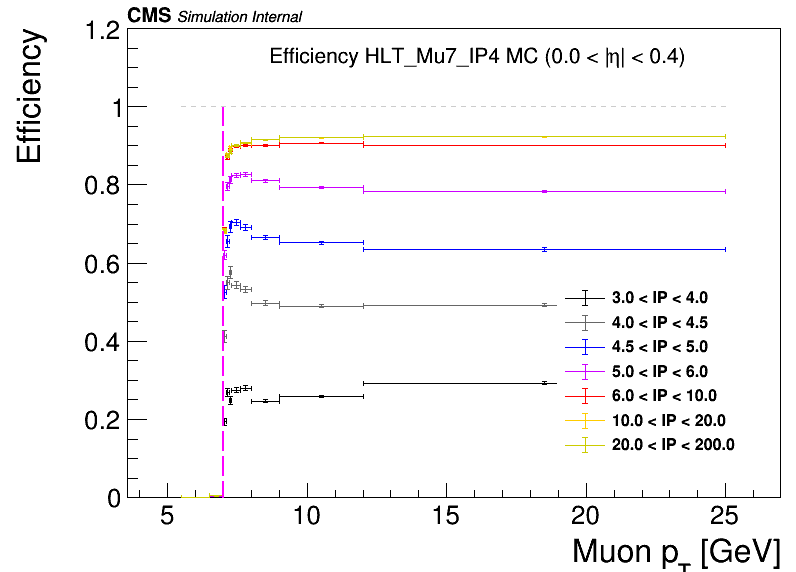 CMS Simulation Internal
Efficiency HLT_Mu7_IP4 MC (0.0 < |η| < 0.4)
Efficiency
1.2
1
0.8
0.6
0.4
0.2
0
3.0 < IP < 4.0
4.0 < IP < 4.5
4.5 < IP < 5.0
5.0 < IP < 6.0
6.0 < IP < 10.0
10.0 < IP < 20.0
20.0 < IP < 200.0
5 10 15 20 25
Muon p_T [GeV]